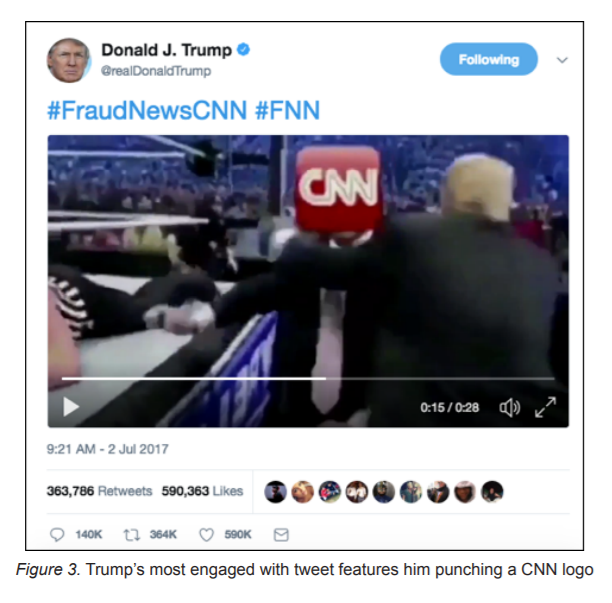 Donald J. Trump
@realDonaldTrump
Following
#FraudNewsCNN #FNN
CNN
0:15 / 0:28
9:21 AM - 2 Jul 2017
363,786 Retweets 590,363 Likes
140K 364K 590K
Figure 3. Trump's most engaged with tweet features him punching a CNN logo